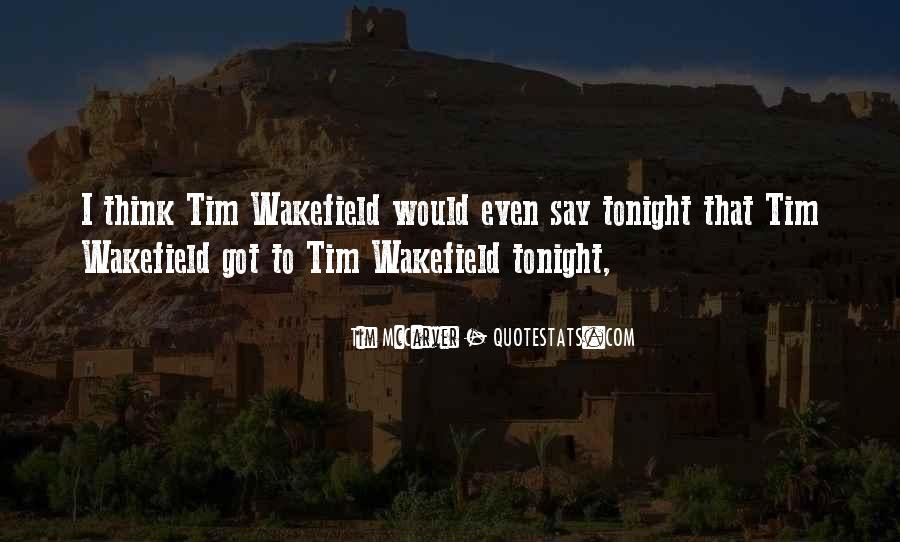 I think Tim Wakefield would even say tonight that Tim
Wakefield got to Tim Wakefield tonight,
Tim McCarver - QUOTESTATS.COM